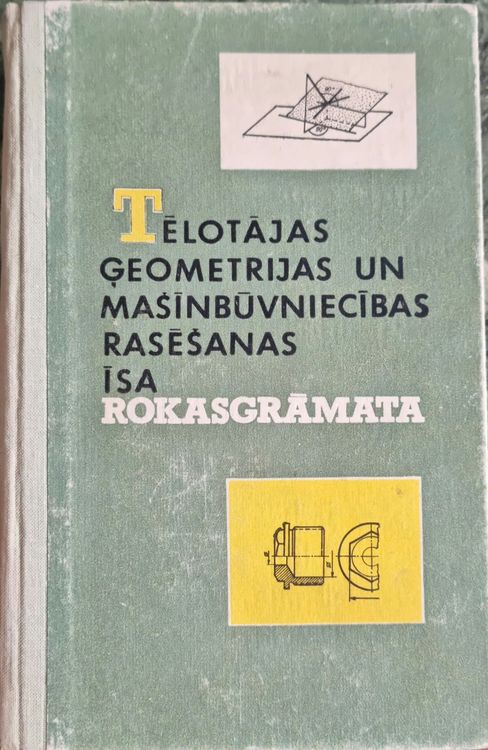 TĒLOTĀJAS
ĢEOMETRIJAS UN
MAŠĪNBŪVNIECĪBAS
RASĒŠANAS
ĪSA
ROKASGRĀMATA